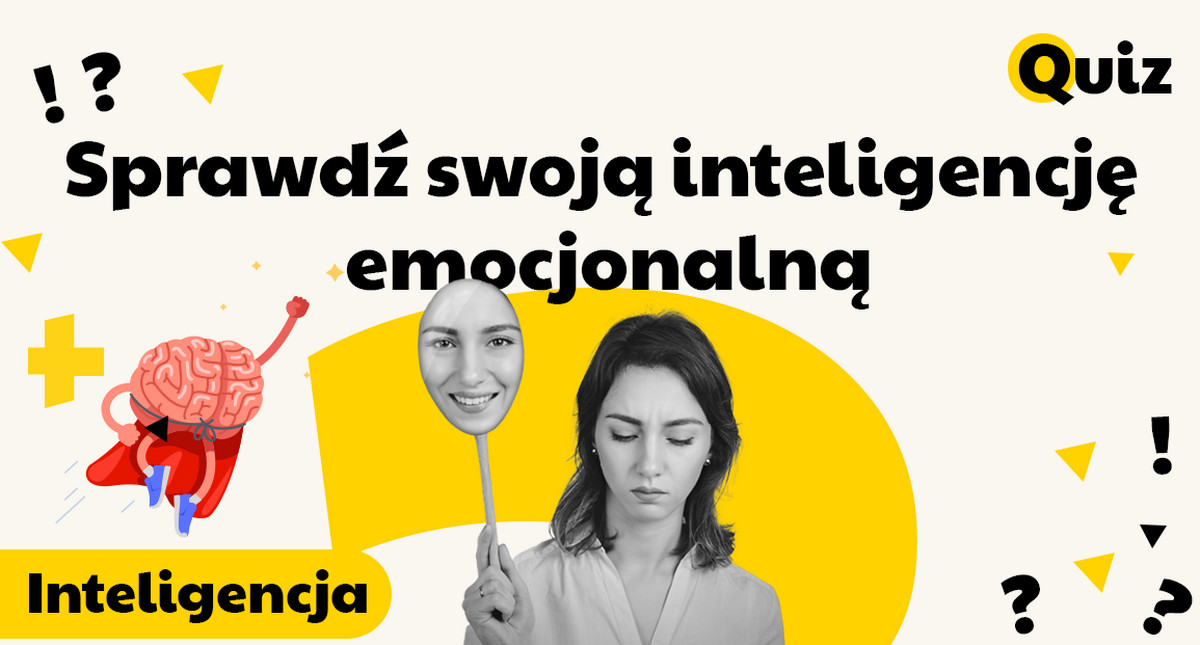 ! ?
Quiz
Sprawdź swoją inteligencję
emocjonalną
!
Inteligencja
? ?